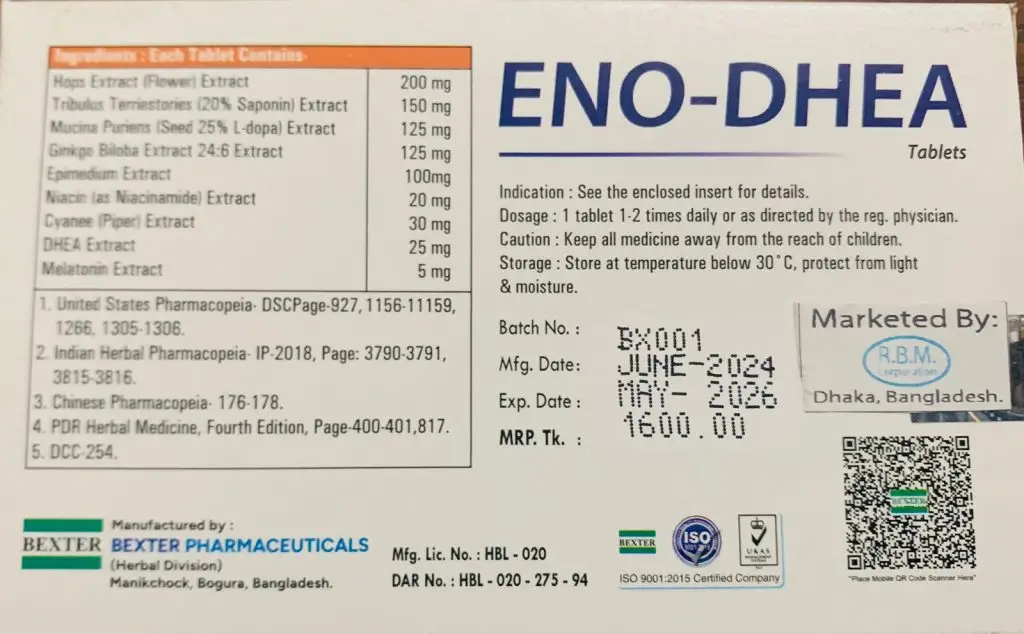 Ingredients : Each Tablet Contains-
Hops Extract (Flower) Extract 200 mg
Tribulus Terriestories (20% Saponin) Extract 150 mg
Mucina Puriens (Seed 25% L-dopa) Extract 125 mg
Ginkgo Biloba Extract 24:6 Extract 125 mg
Epimedium Extract 100mg
Niacin (as Niacinamide) Extract 20 mg
Cyanee (Piper) Extract 30 mg
DHEA Extract 25 mg
Melatonin Extract 5 mg
1. United States Pharmacopeia- DSCPage-927, 1156-11159,
1266, 1305-1306.
2. Indian Herbal Pharmacopeia- IP-2018, Page: 3790-3791,
3815-3816.
3. Chinese Pharmacopeia- 176-178.
4. PDR Herbal Medicine, Fourth Edition, Page-400-401,817.
5. DCC-254.
ENO-DHEA
Tablets
Indication : See the enclosed insert for details.
Dosage : 1 tablet 1-2 times daily or as directed by the reg. physician.
Caution : Keep all medicine away from the reach of children.
Storage : Store at temperature below 30°C, protect from light
& moisture.
Batch No. : BX001
Mfg. Date: JUNE-2024
Exp. Date : MAY- 2026
MRP. Tk. : 1600.00
Marketed By:
R.B.M.
Corporation
Dhaka, Bangladesh.
BEXTER
Manufactured by :
BEXTER PHARMACEUTICALS
(Herbal Division)
Manikchock, Bogura, Bangladesh.
Mfg. Lic. No. : HBL - 020
DAR No. : HBL - 020 - 275 - 94
BEXTER
ISO
9001:2015
UKAS
MANAGEMENT
SYSTEMS
ISO 9001:2015 Certified Company
BEXTER
"Place Mobile QR Code Scanner Here"